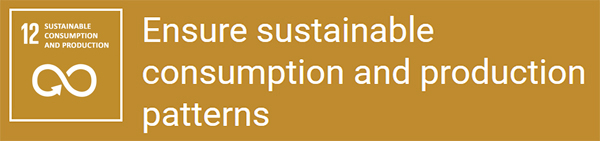 12 SUSTAINABLE
CONSUMPTION
AND PRODUCTION
Ensure sustainable
consumption and production
patterns